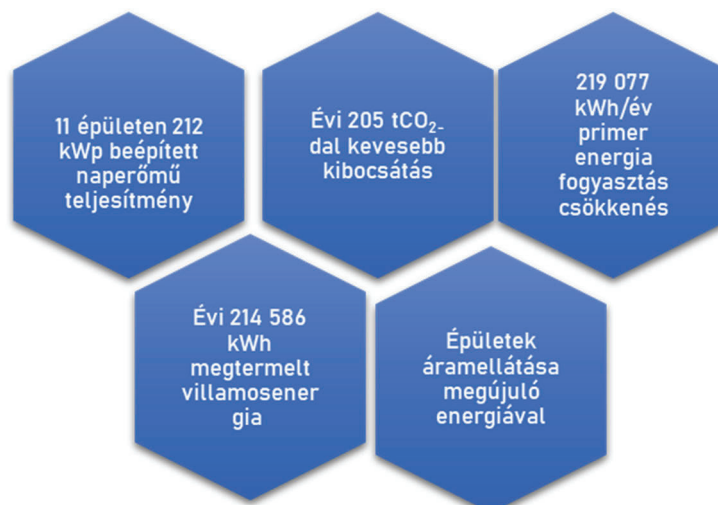 11 épületen 212
kWp beépített
naperőmű
teljesítmény
Évi 205 tCO₂-
dal kevesebb
kibocsátás
219 077
kWh/év
primer
energia
fogyasztás
csökkenés
Évi 214 586
kWh
megtermelt
villamosener
gia
Épületek
áramellátása
megújuló
energiával